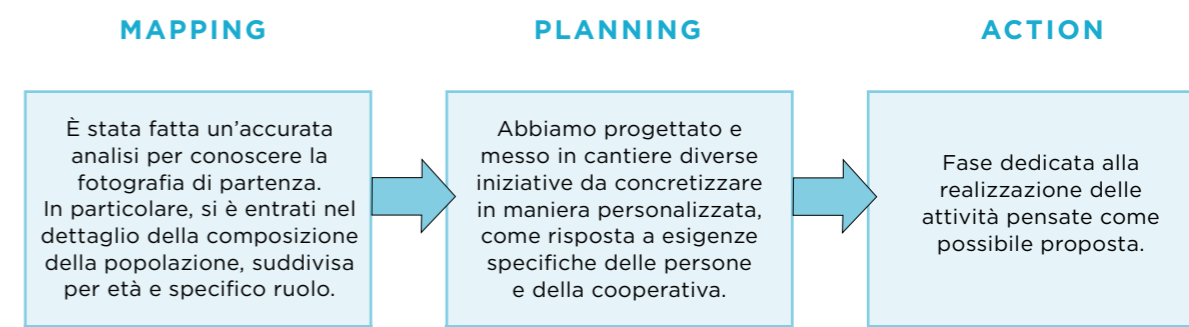 MAPPING
È stata fatta un’accurata
analisi per conoscere la
fotografia di partenza.
In particolare, si è entrati nel
dettaglio della composizione
della popolazione, suddivisa
per età e specifico ruolo.
PLANNING
Abbiamo progettato e
messo in cantiere diverse
iniziative da concretizzare
in maniera personalizzata,
come risposta a esigenze
specifiche delle persone
e della cooperativa.
ACTION
Fase dedicata alla
realizzazione delle
attività pensate come
possibile proposta.